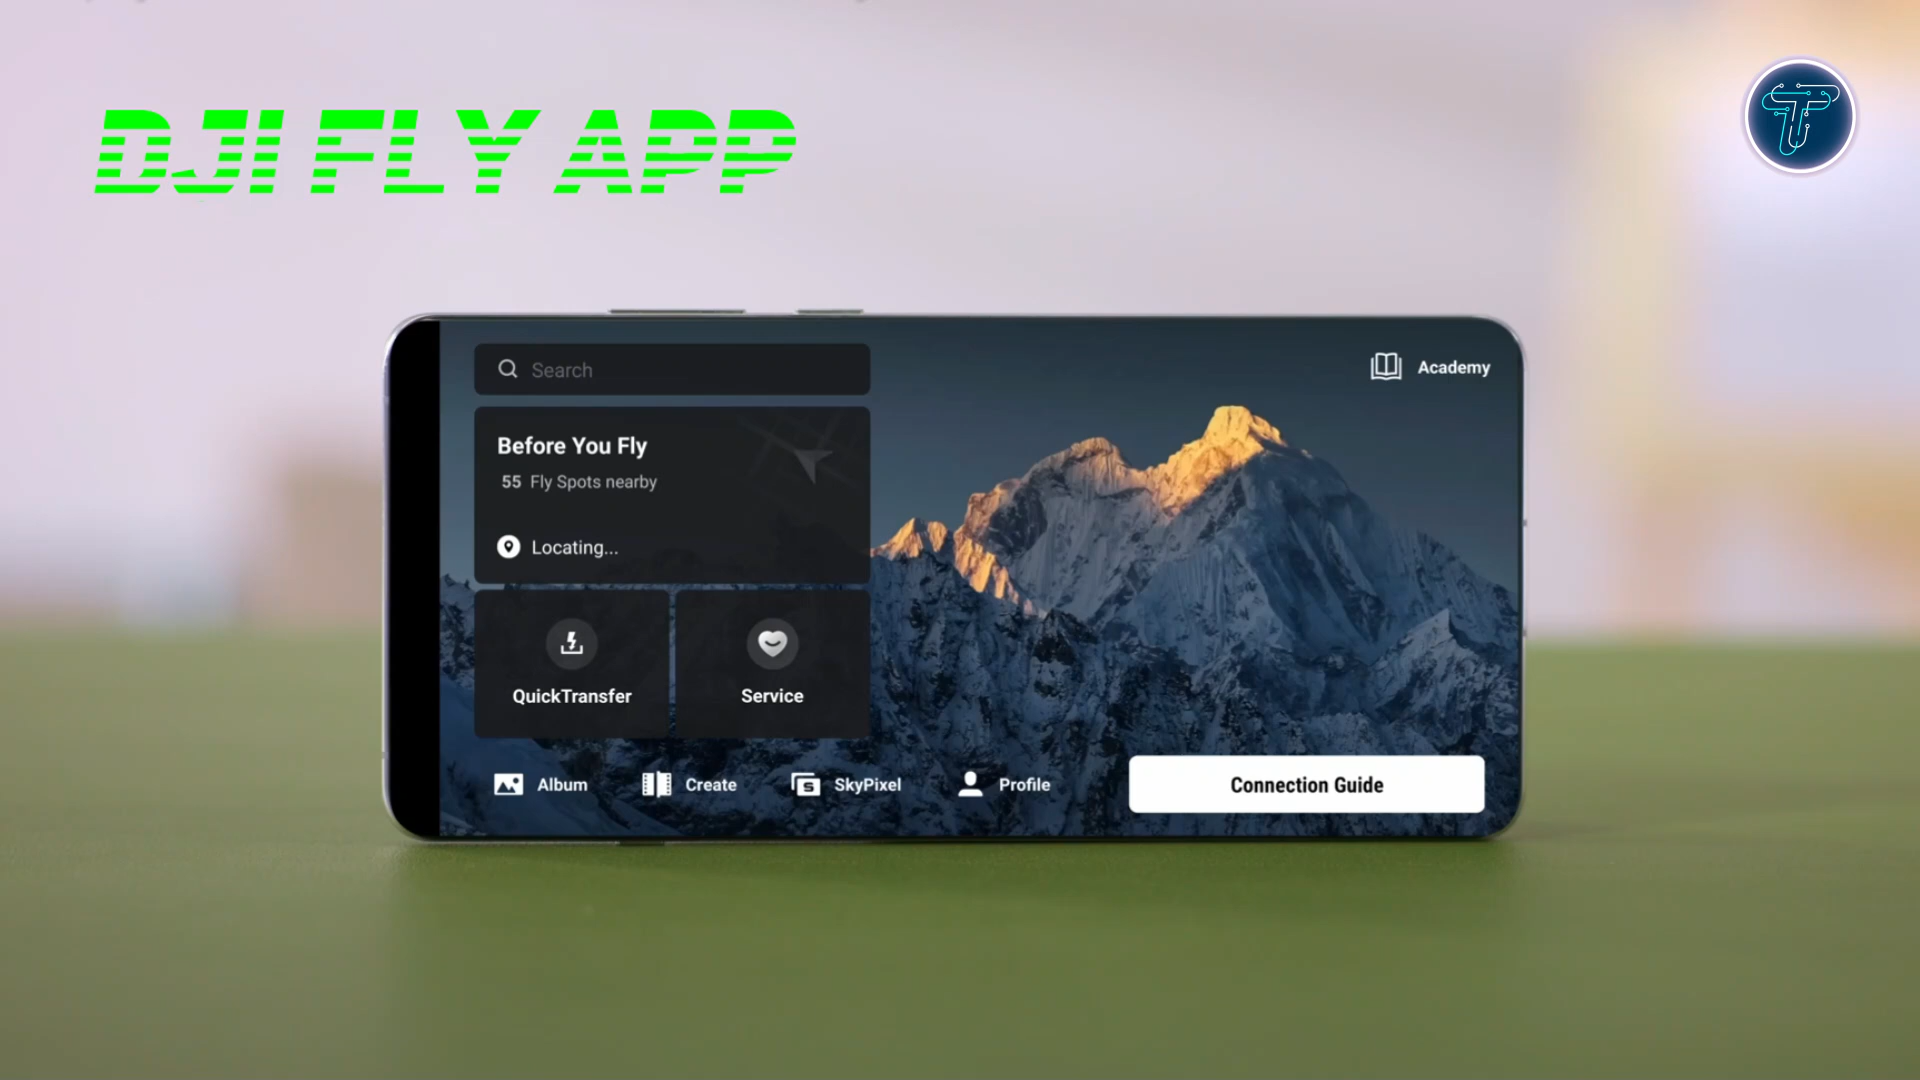 DJI FLY APP
Search
Academy
Before You Fly
55 Fly Spots nearby
Locating...
QuickTransfer
Service
Album
Create
SkyPixel
Profile
Connection Guide